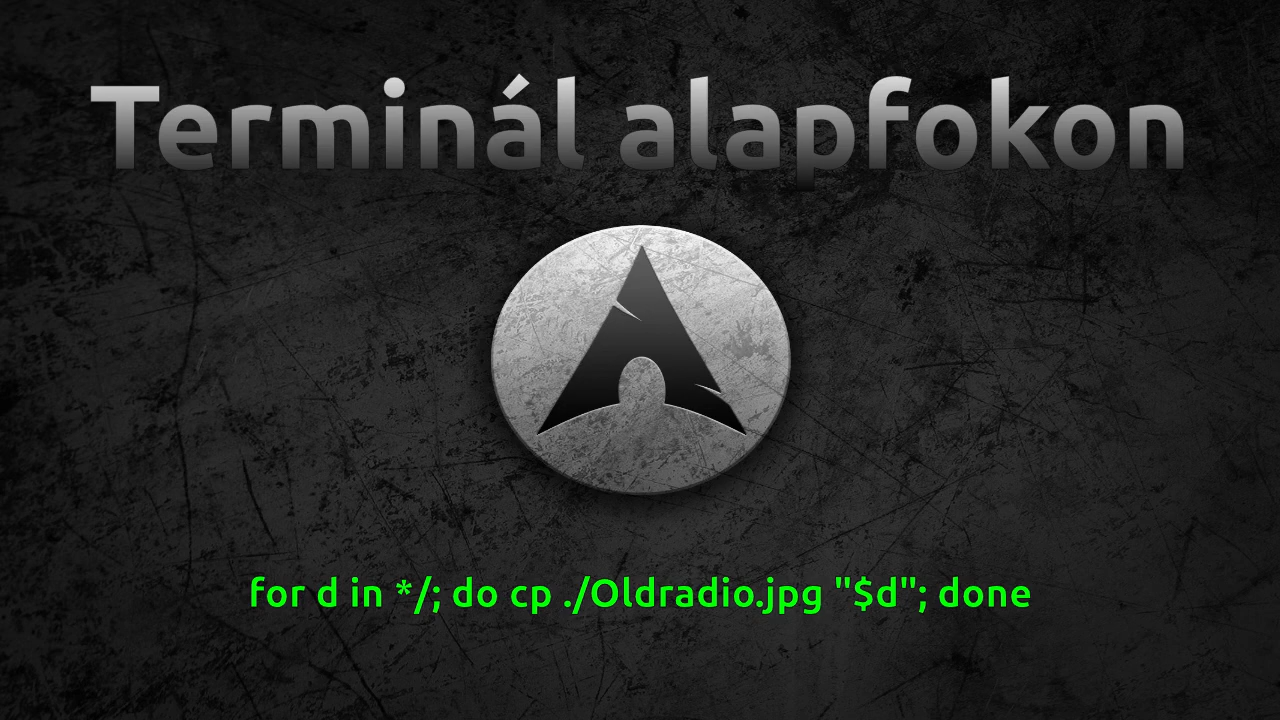 Terminál alapfokon
for d in */; do cp ./Oldradio.jpg "$d"; done